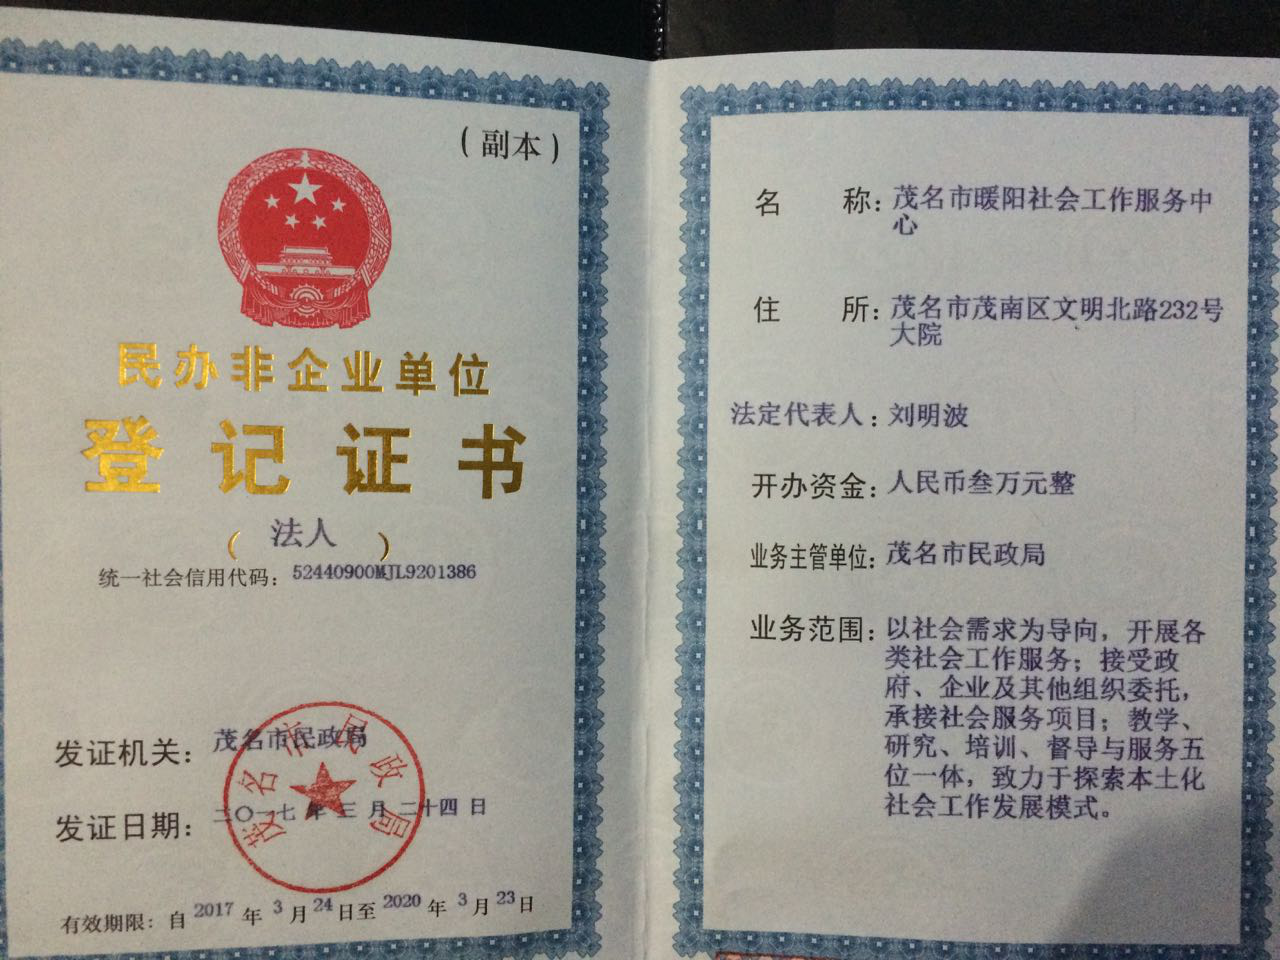 （副本）
民办非企业单位
登记证书
（法人）
统一社会信用代码：52440900MJL9201386
发证机关：茂名市民政局
发证日期：二〇一七年三月二十四日
茂名市民政局
有效期限：自2017年3月24日至2020年3月23日
名称：茂名市暖阳社会工作服务中
心
住所：茂名市茂南区文明北路232号
大院
法定代表人：刘明波
开办资金：人民币叁万元整
业务主管单位：茂名市民政局
业务范围：以社会需求为导向，开展各
类社会工作服务；接受政
府、企业及其他组织委托，
承接社会服务项目；教学、
研究、培训、督导与服务五
位一体，致力于探索本土化
社会工作发展模式。